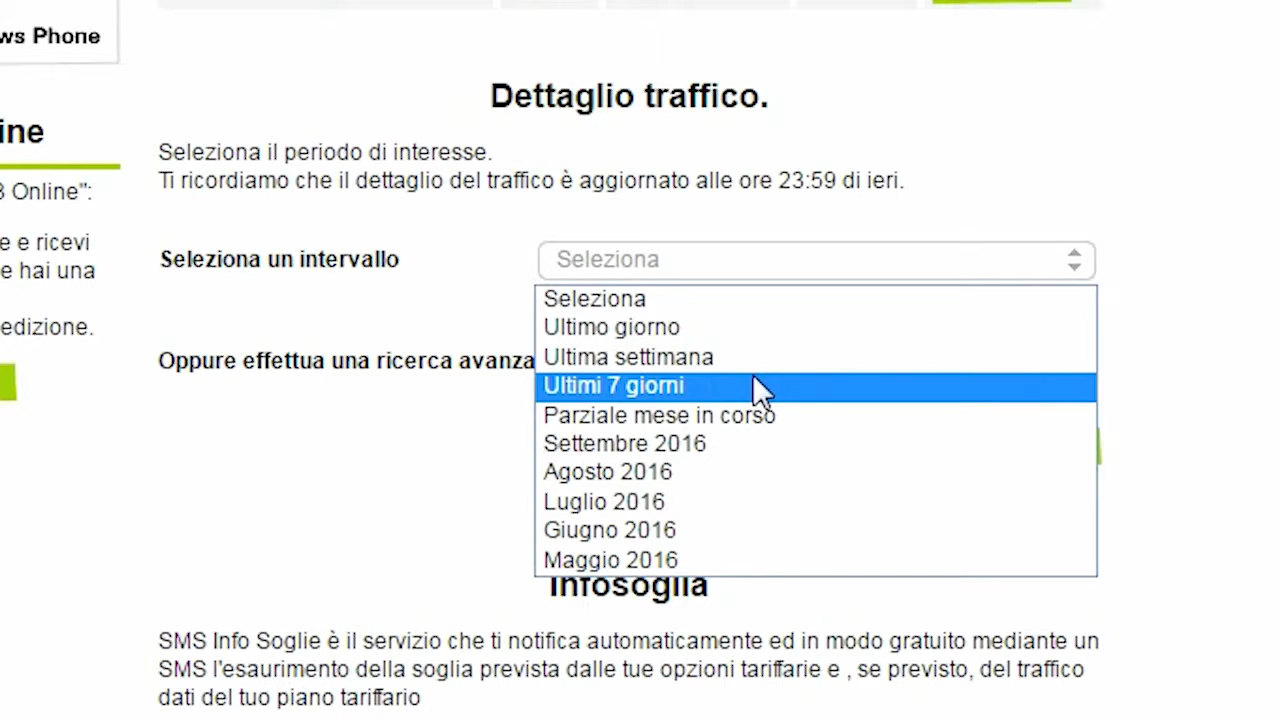 ws Phone
ine
3 Online":
e e ricevi
e hai una
edizione.
Dettaglio traffico.
Seleziona il periodo di interesse.
Ti ricordiamo che il dettaglio del traffico è aggiornato alle ore 23:59 di ieri.
Seleziona un intervallo
Seleziona
Seleziona
Ultimo giorno
Ultima settimana
Oppure effettua una ricerca avanza
Ultimi 7 giorni
Parziale mese in corso
Settembre 2016
Agosto 2016
Luglio 2016
Giugno 2016
Maggio 2016
Infosoglia
SMS Info Soglie è il servizio che ti notifica automaticamente ed in modo gratuito mediante un
SMS l'esaurimento della soglia prevista dalle tue opzioni tariffarie e , se previsto, del traffico
dati del tuo piano tariffario